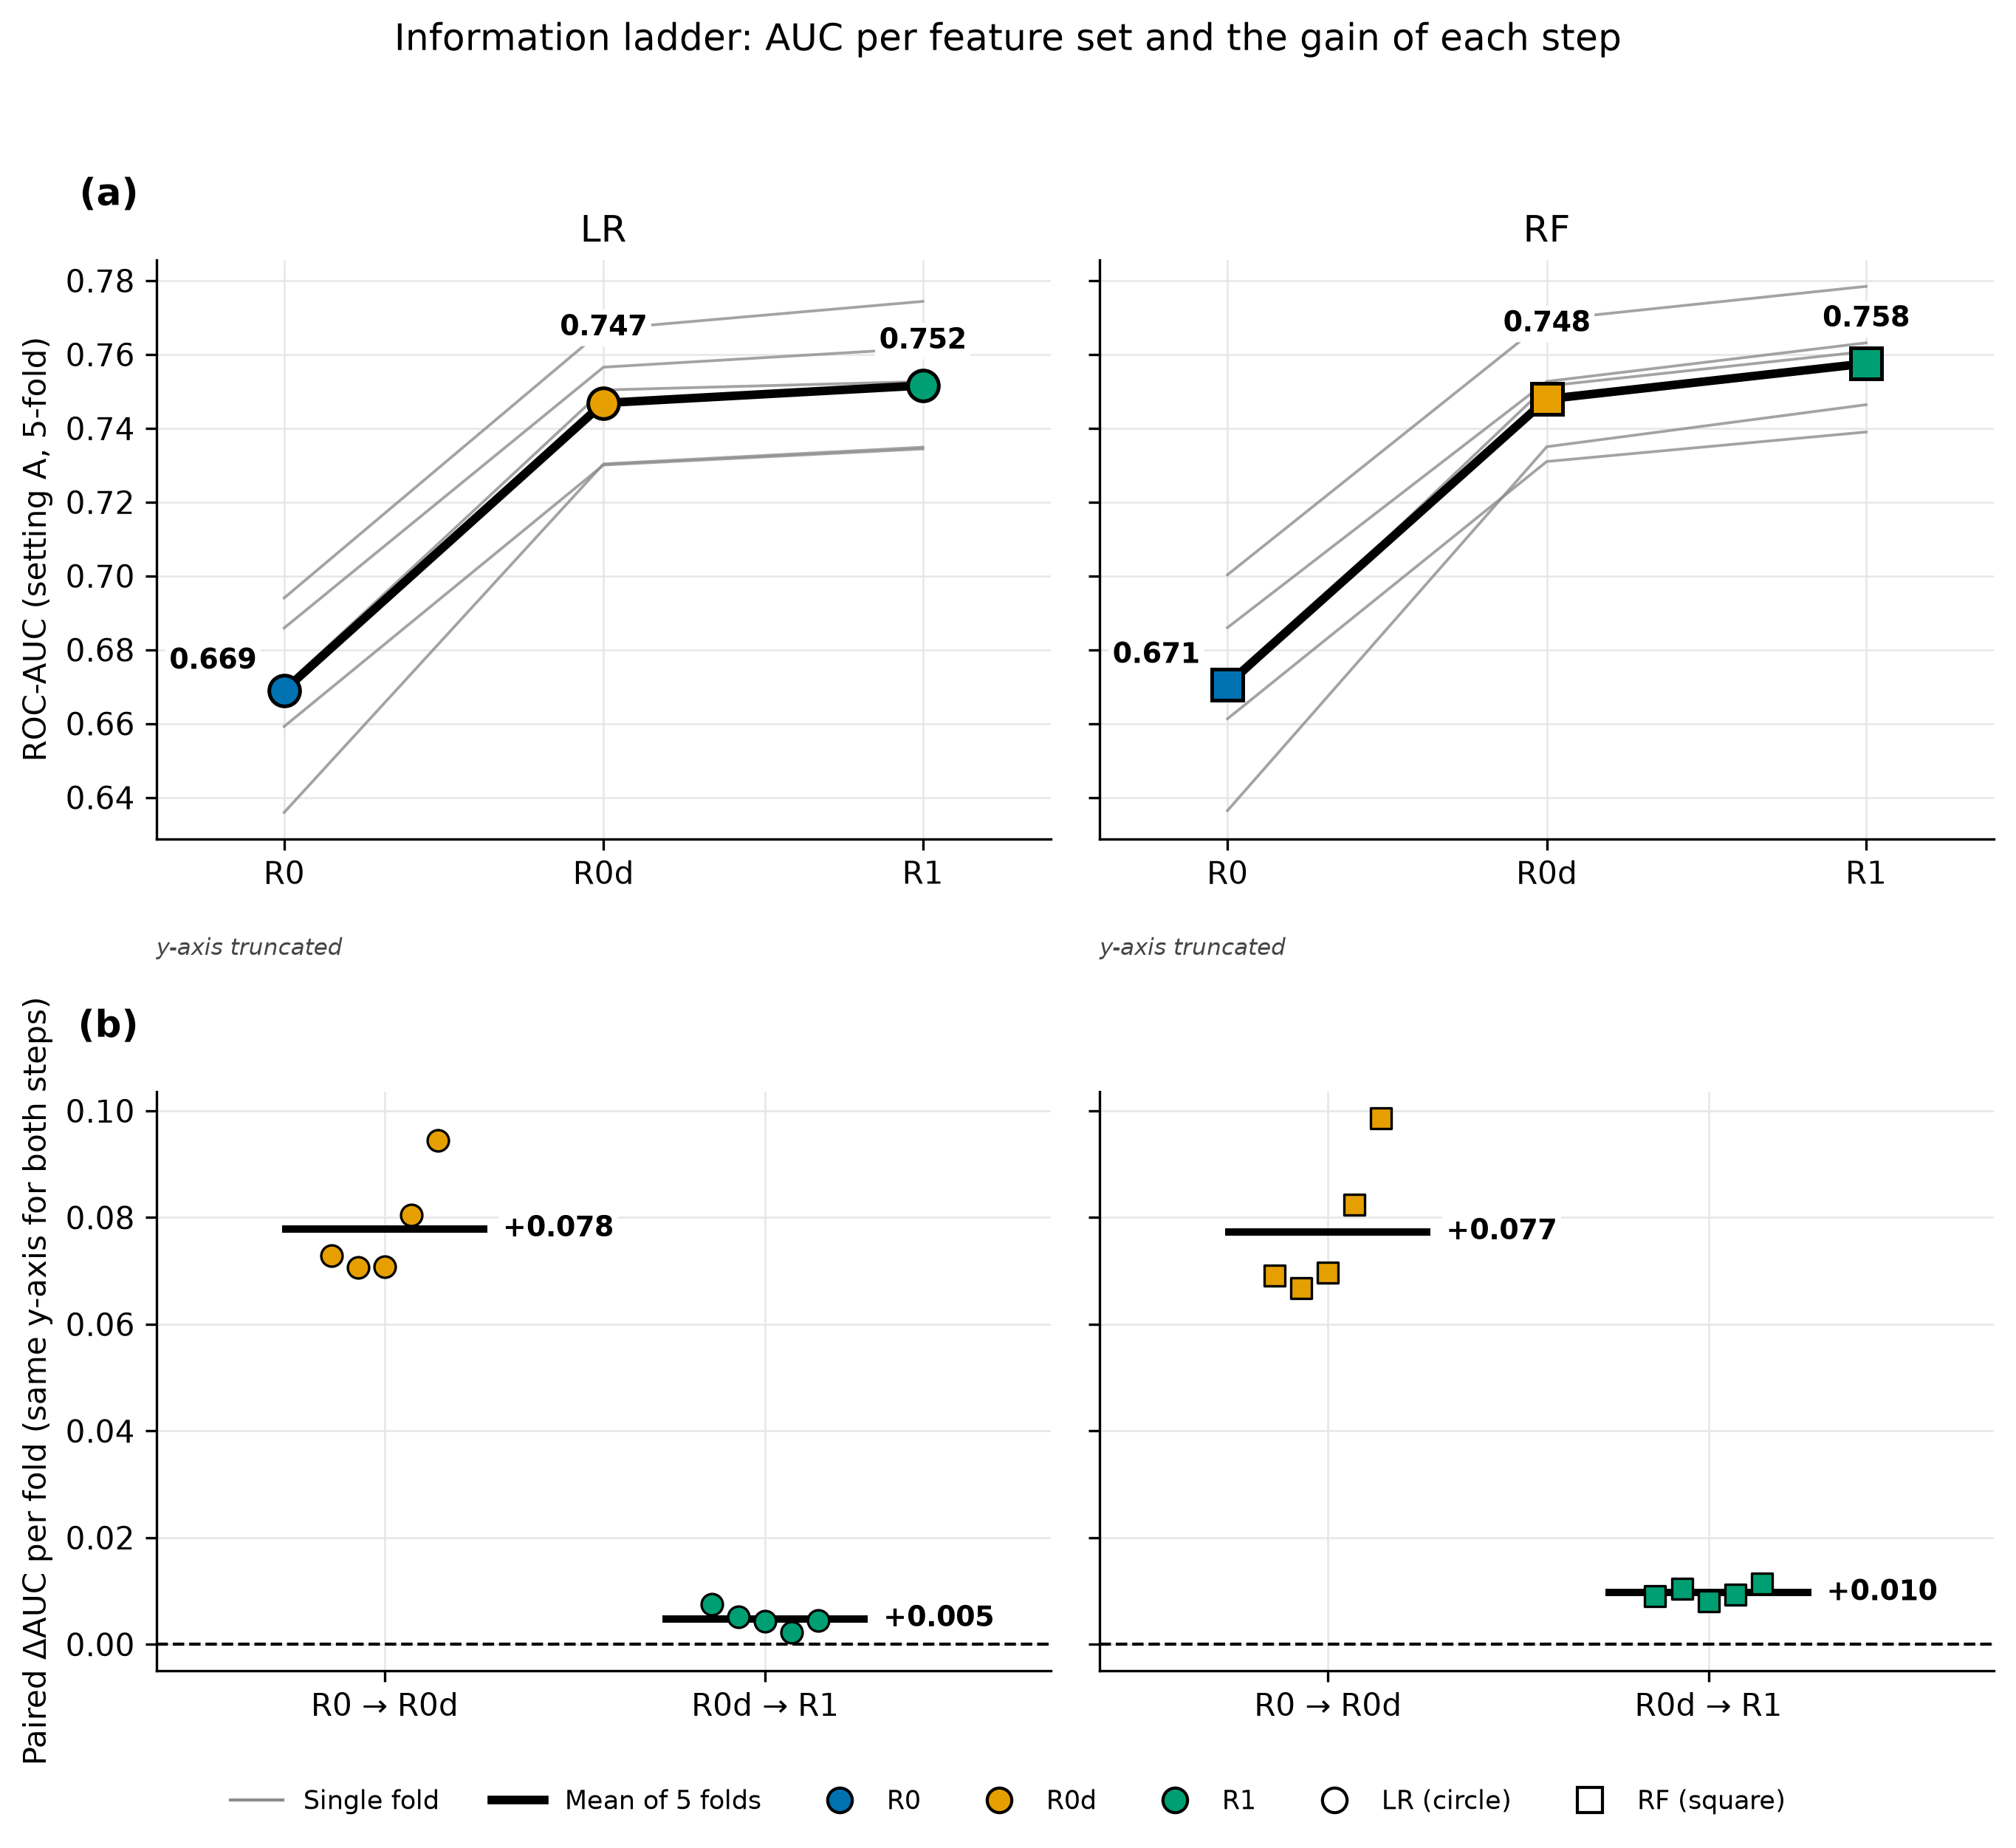 Information ladder: AUC per feature set and the gain of each step
(a)
LR
RF
ROC-AUC (setting A, 5-fold)
0.78
0.76
0.74
0.72
0.70
0.68
0.66
0.64
0.669
0.747
0.752
0.671
0.748
0.758
R0
R0d
R1
R0
R0d
R1
y-axis truncated
y-axis truncated
(b)
Paired ΔAUC per fold (same y-axis for both steps)
0.10
0.08
0.06
0.04
0.02
0.00
+0.078
+0.005
+0.077
+0.010
R0 → R0d
R0d → R1
R0 → R0d
R0d → R1
Single fold
Mean of 5 folds
R0
R0d
R1
LR (circle)
RF (square)